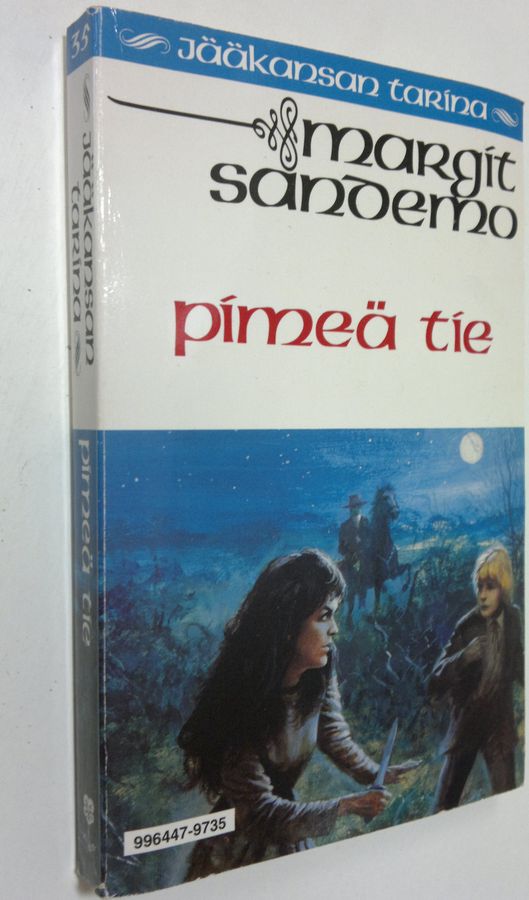 35
Jääkansan tarina
pimeä tie
Jääkansan tarina
margit
sandemo
pimeä tie
996447-9735